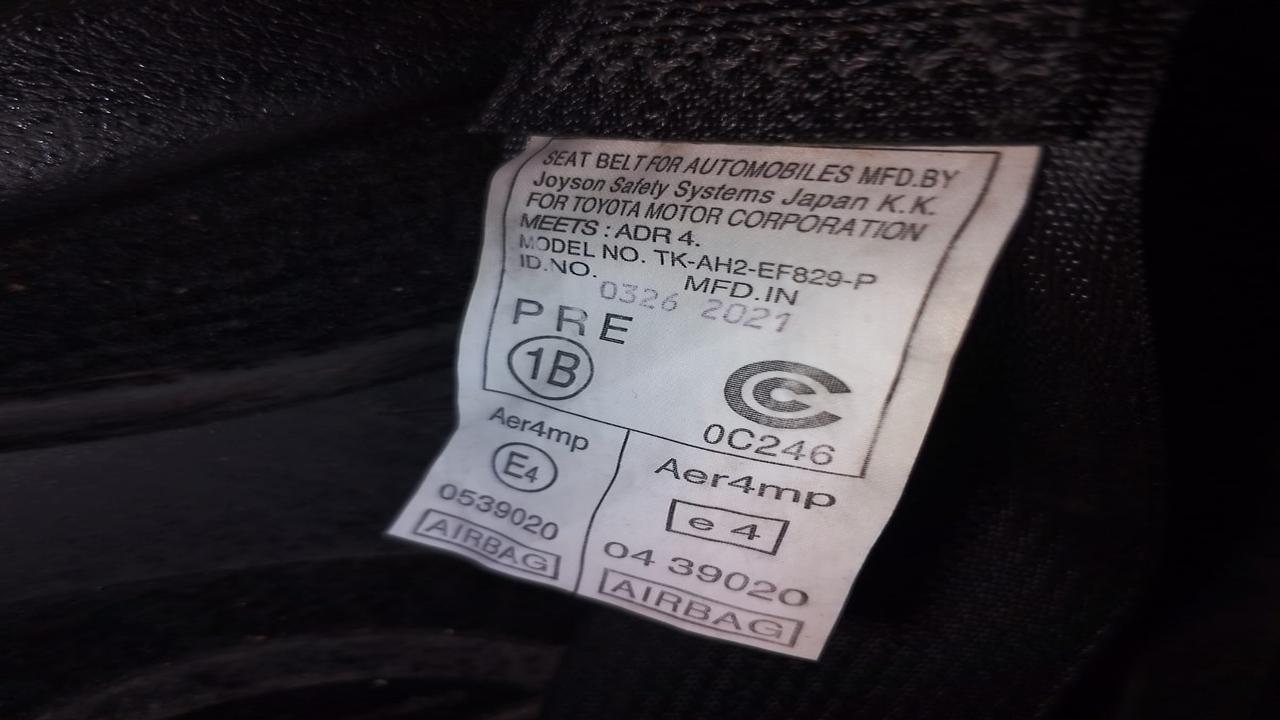 SEAT BELT FOR AUTOMOBILES MFD.BY
Joyson Safety Systems Japan K.K.
FOR TOYOTA MOTOR CORPORATION
MEETS : ADR 4.
MODEL NO. TK-AH2-EF829-P
ID.NO. MFD.IN
0326 2021
PRE
1B
0C246
Aer4mp
E4
0539020
AIRBAG
Aer4mp
e 4
04 39020
AIRBAG